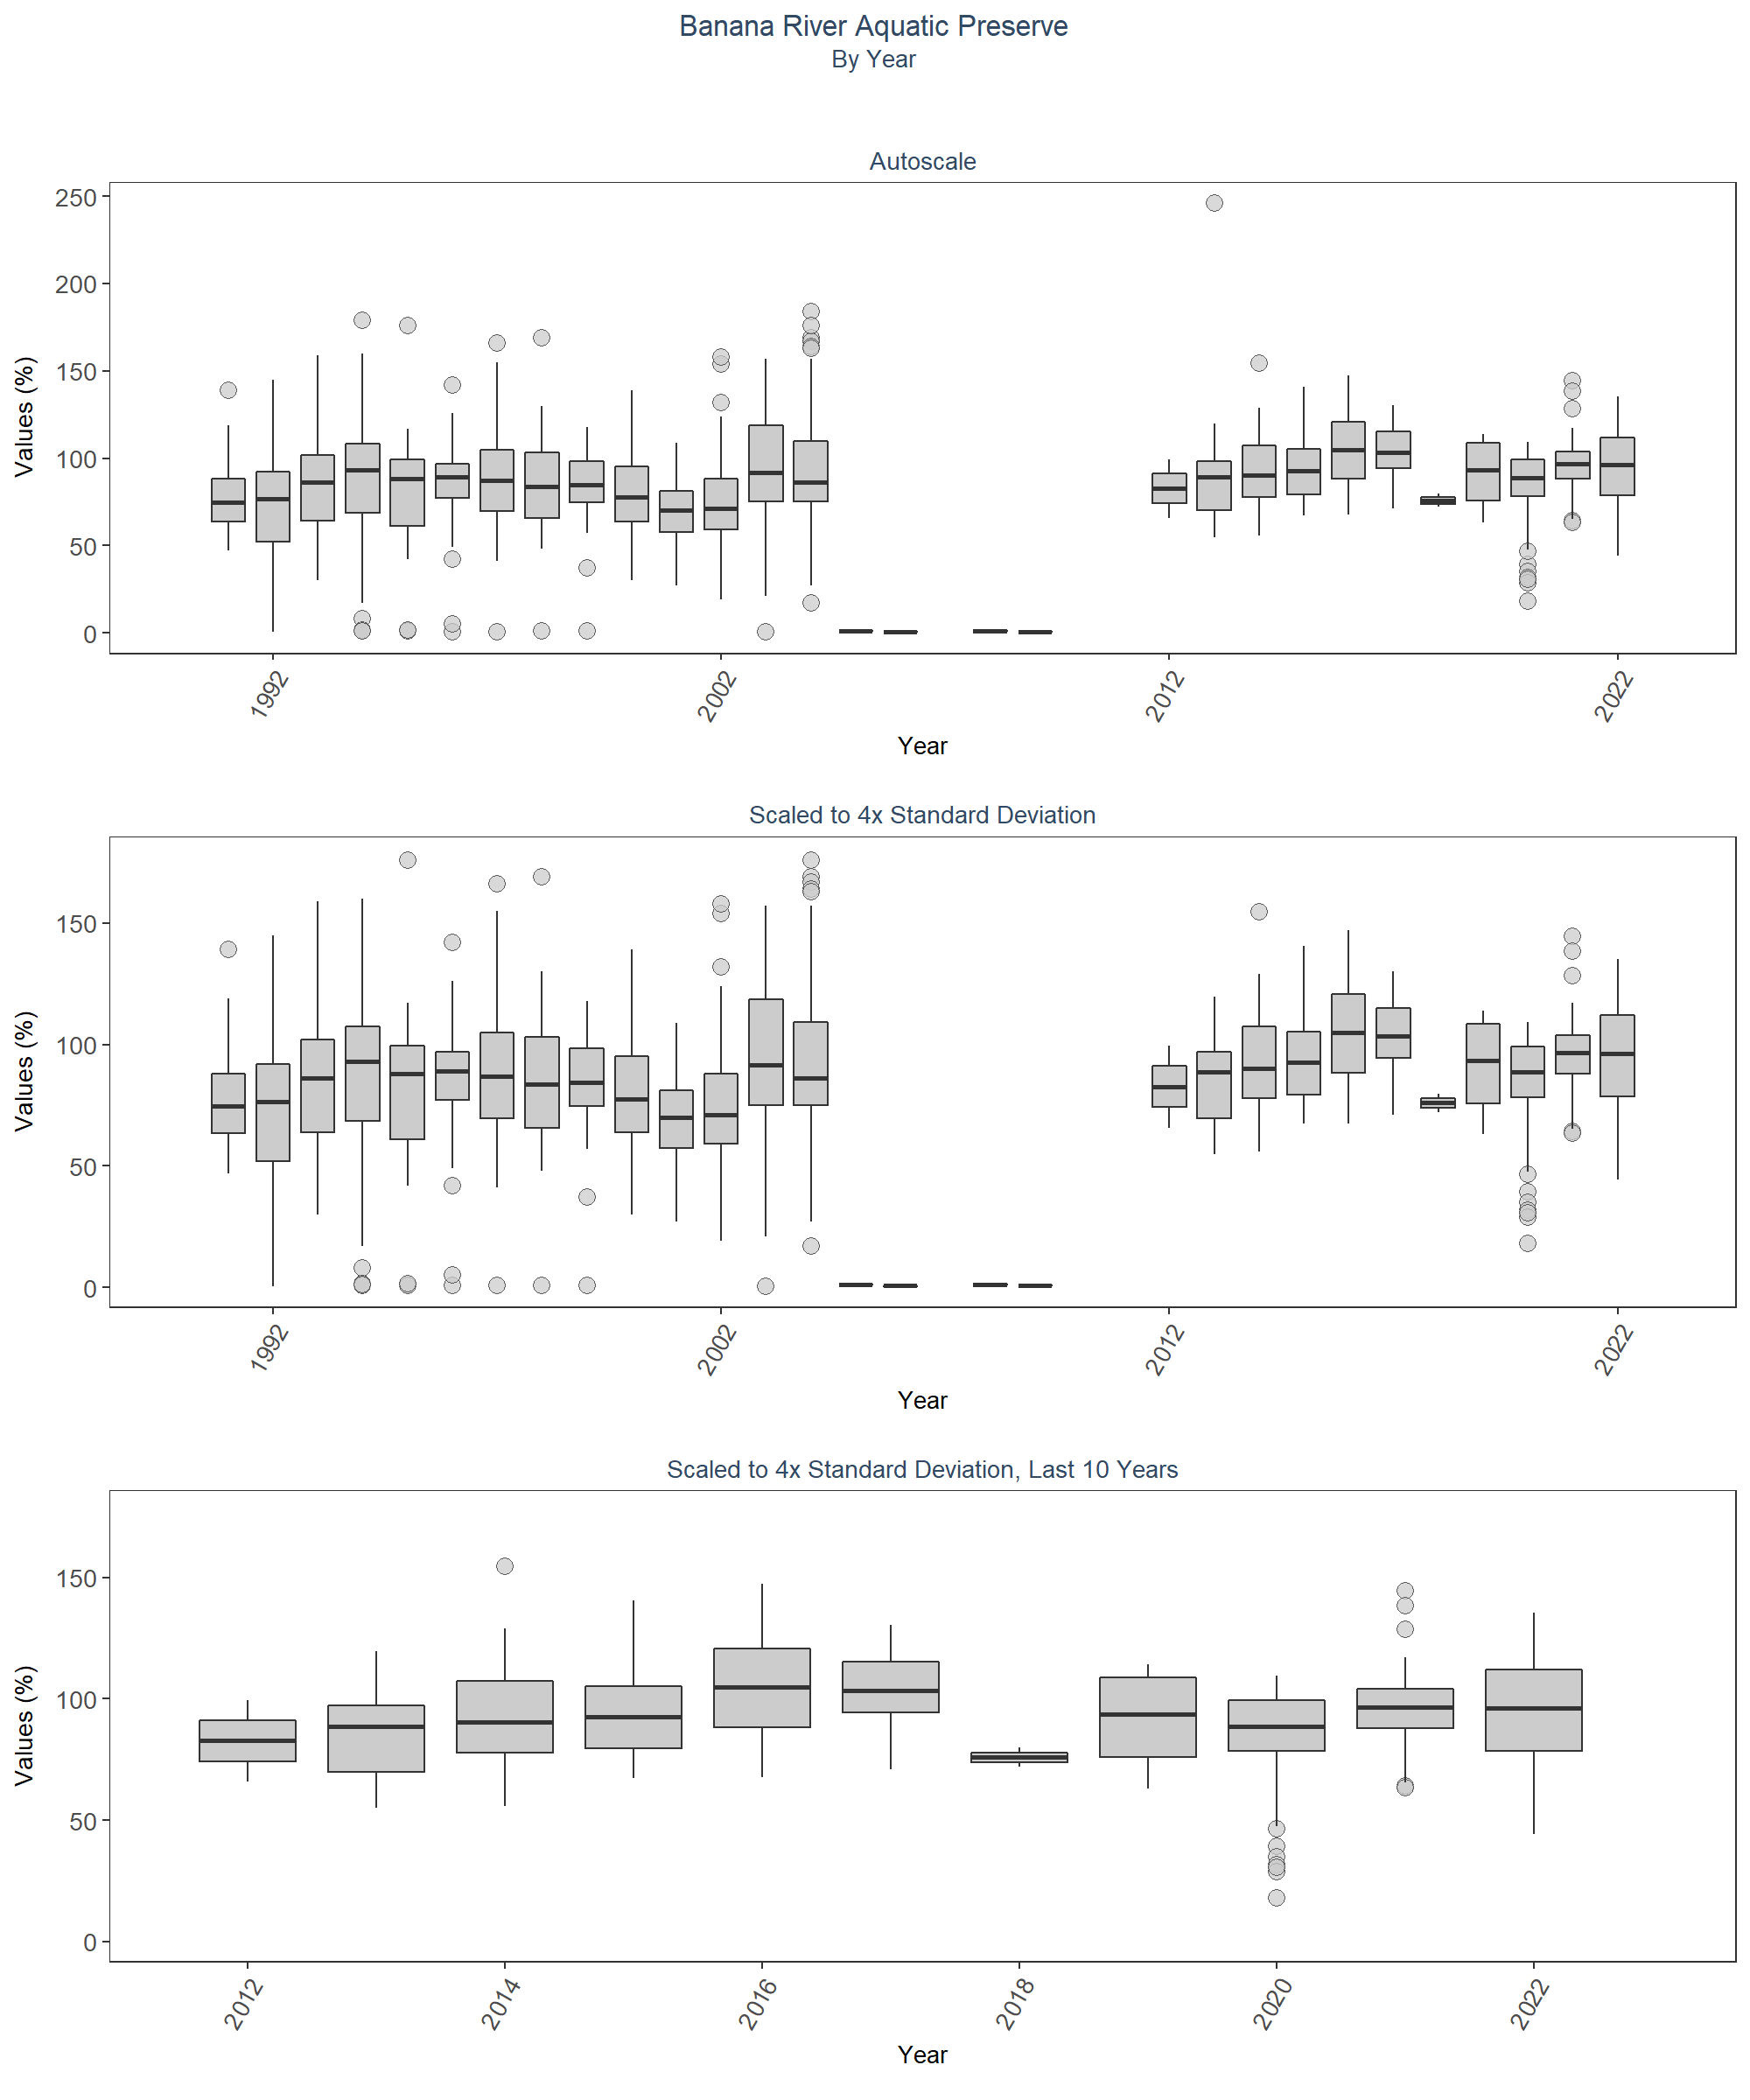 Banana River Aquatic Preserve
By Year
Autoscale
Values (%)
250
200
150
100
50
0
1992
2002
2012
2022
Year
Scaled to 4x Standard Deviation
Values (%)
150
100
50
0
1992
2002
2012
2022
Year
Scaled to 4x Standard Deviation, Last 10 Years
Values (%)
150
100
50
0
2012
2014
2016
2018
2020
2022
Year